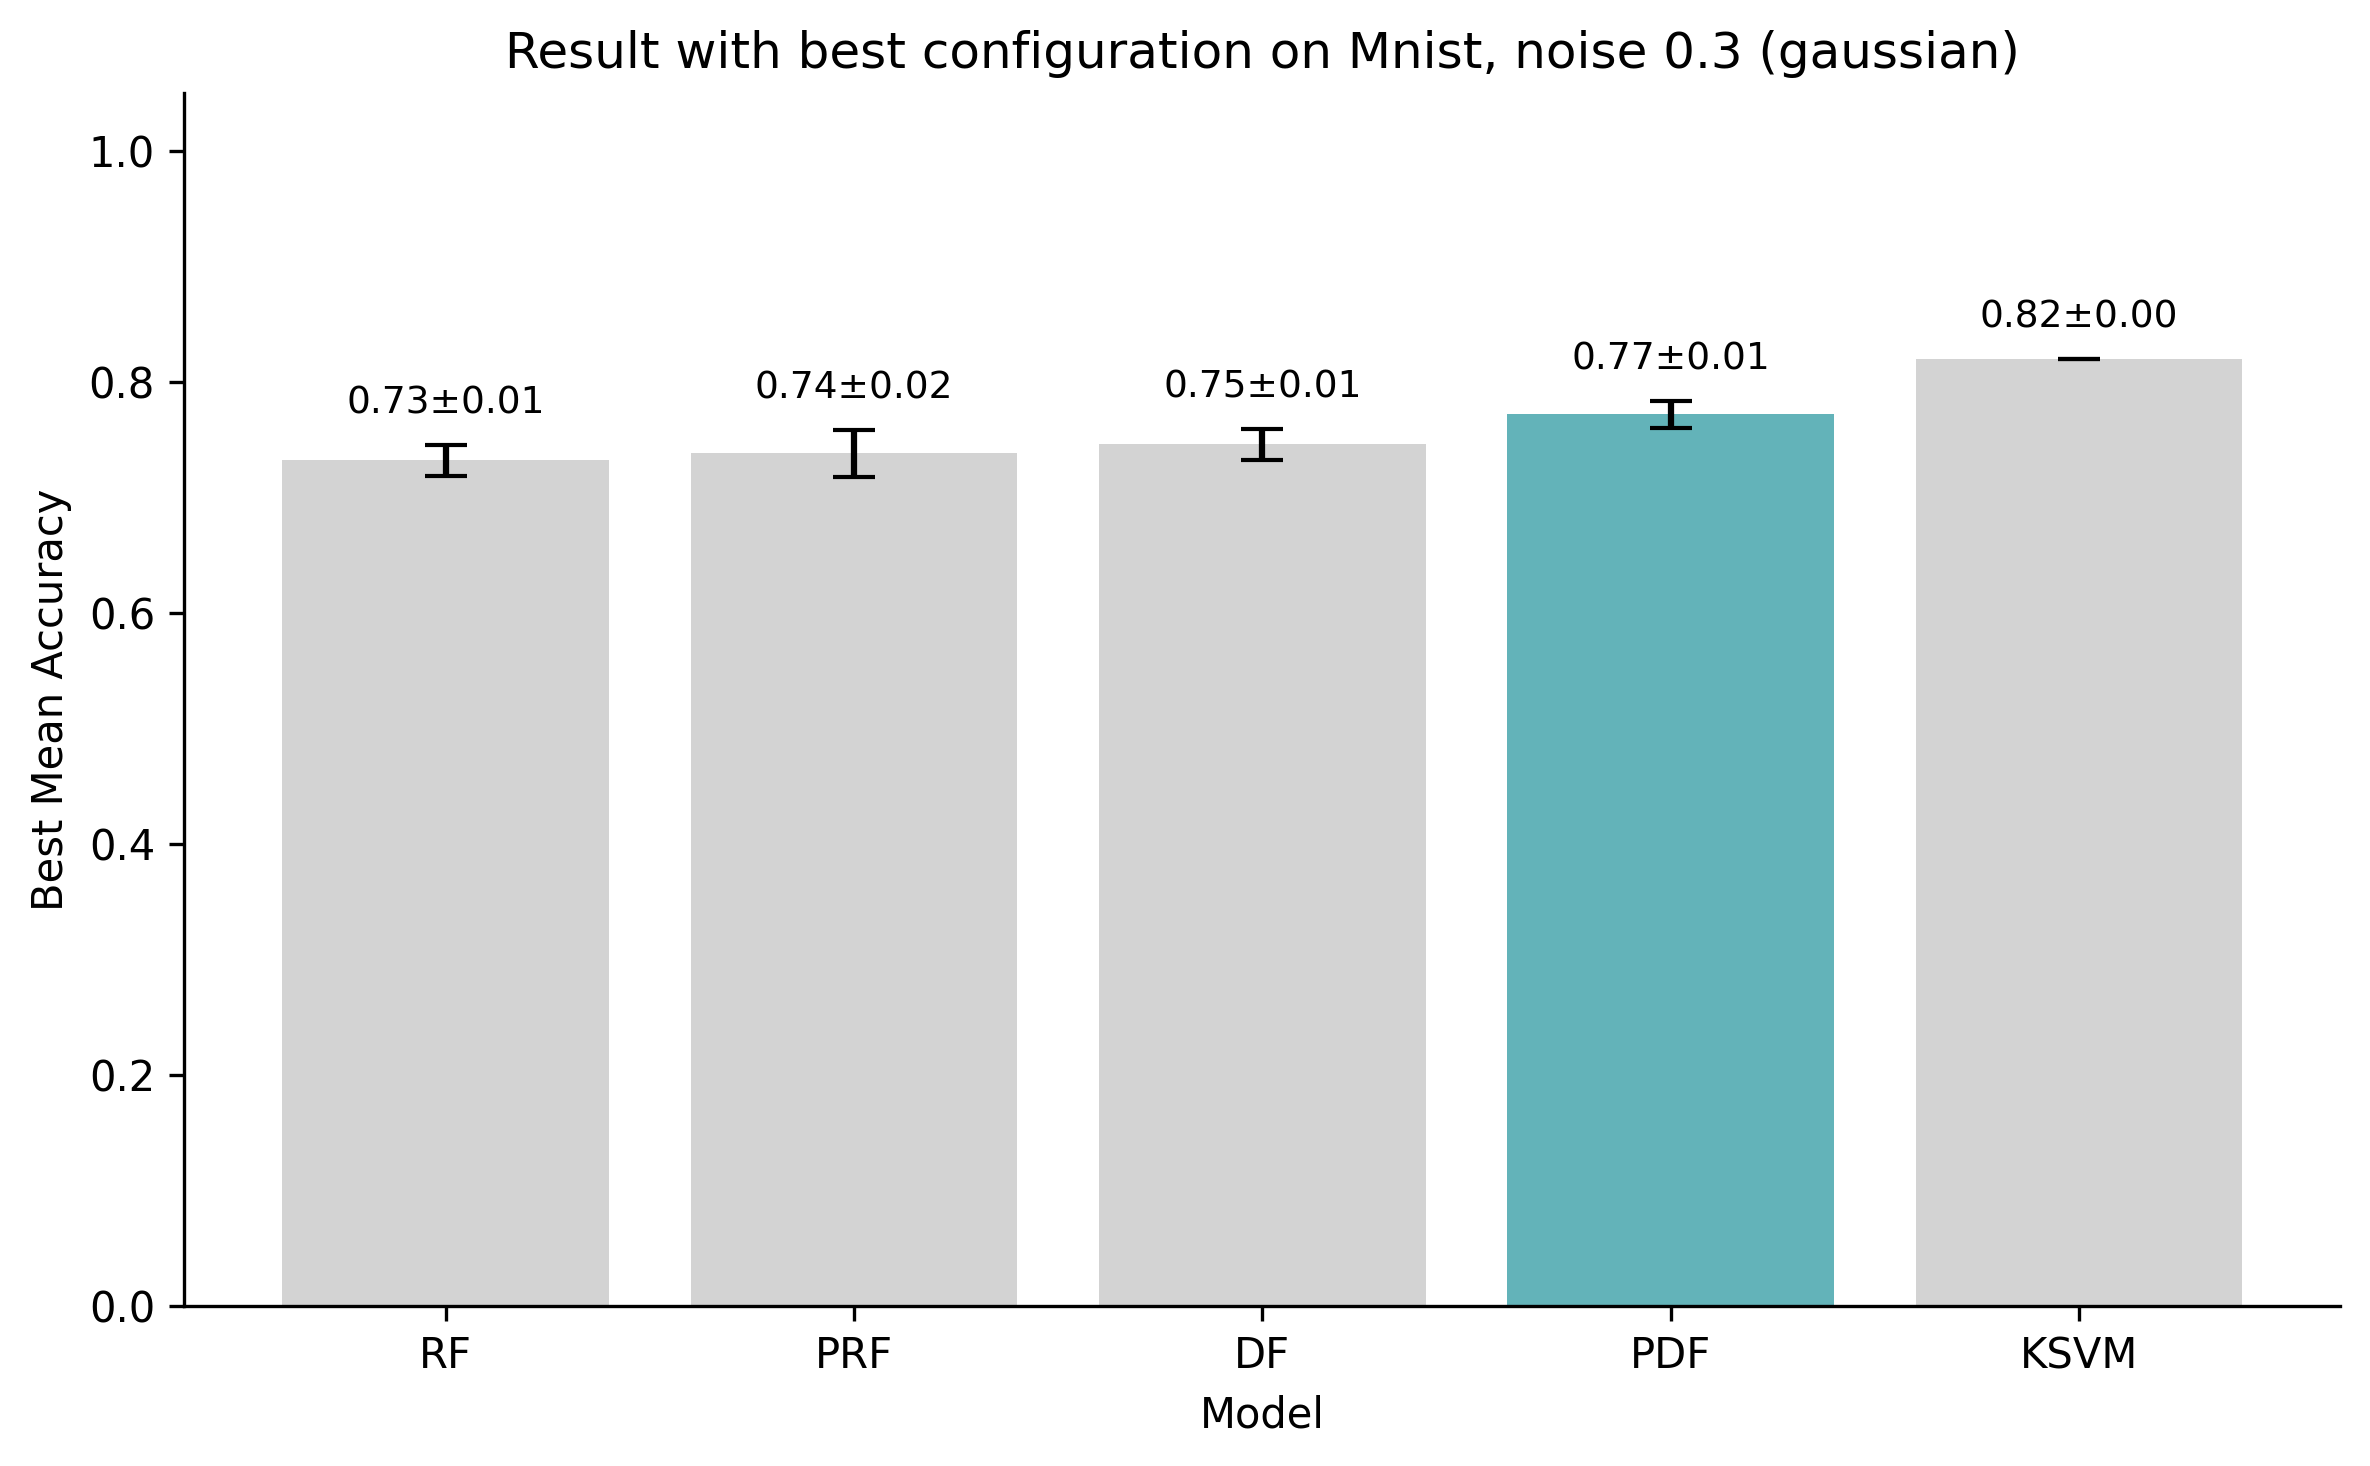 Result with best configuration on Mnist, noise 0.3 (gaussian)
Best Mean Accuracy
1.0
0.8
0.6
0.4
0.2
0.0
0.73±0.01
0.74±0.02
0.75±0.01
0.77±0.01
0.82±0.00
RF
PRF
DF
PDF
KSVM
Model